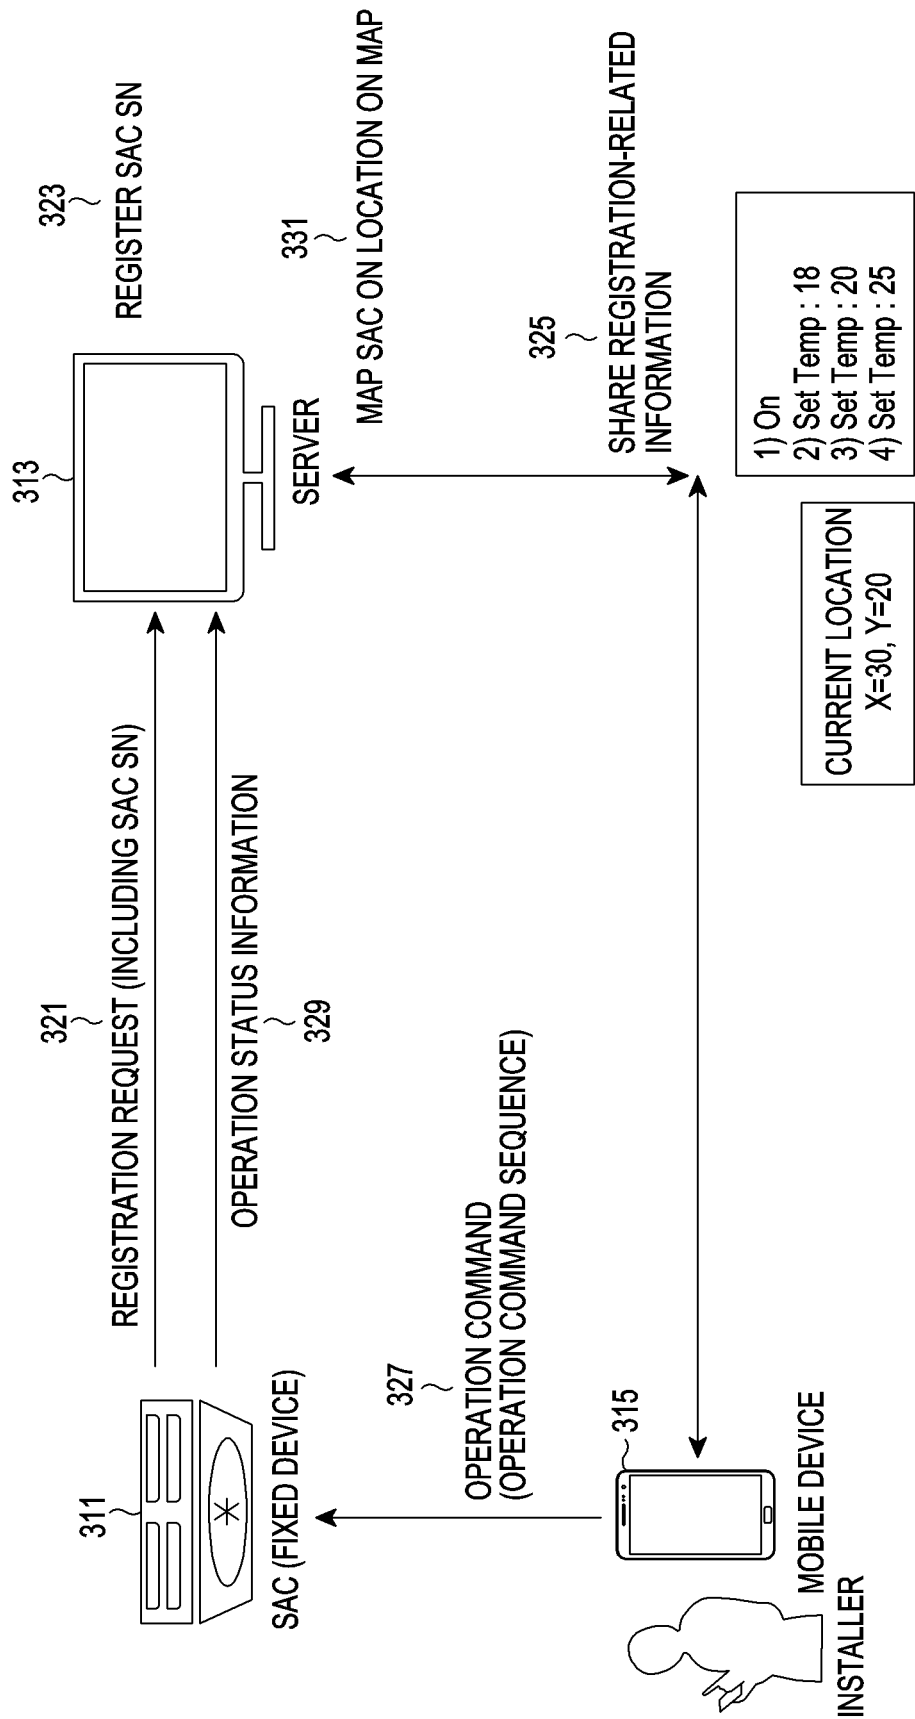 311
SAC (FIXED DEVICE)
321
REGISTRATION REQUEST (INCLUDING SAC SN)
OPERATION STATUS INFORMATION
329
313
SERVER
323
REGISTER SAC SN
331
MAP SAC ON LOCATION ON MAP
327
OPERATION COMMAND
(OPERATION COMMAND SEQUENCE)
325
SHARE REGISTRATION-RELATED
INFORMATION
315
MOBILE DEVICE
INSTALLER
CURRENT LOCATION
X=30, Y=20
1) On
2) Set Temp : 18
3) Set Temp : 20
4) Set Temp : 25